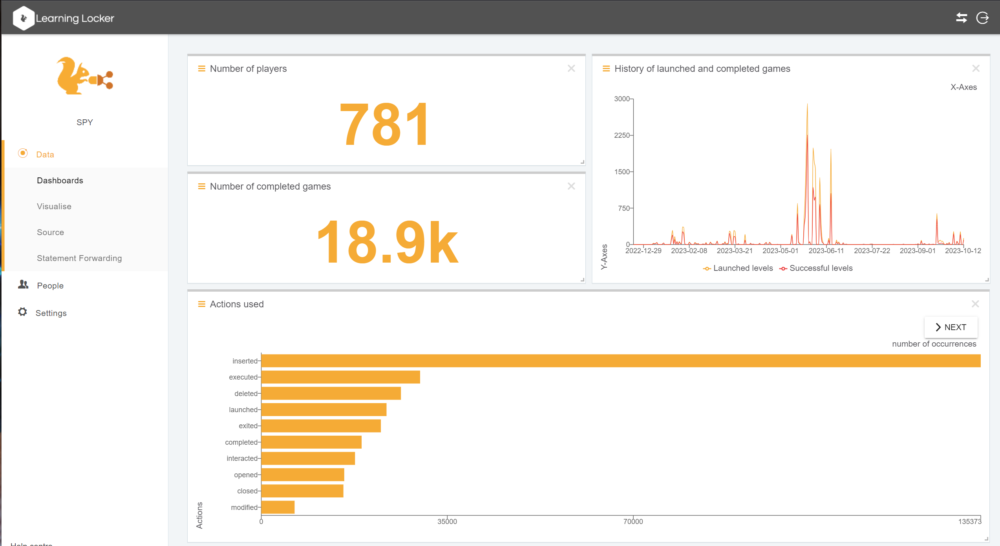 Learning Locker
SPY
Data
Dashboards
Visualise
Source
Statement Forwarding
People
Settings
Help centre
Number of players
781
Number of completed games
18.9k
History of launched and completed games
X-Axes
3000
2250
1500
750
0
Y-Axes
2022-12-29 2023-02-08 2023-03-21 2023-05-01 2023-06-11 2023-07-22 2023-09-01 2023-10-12
Launched levels Successful levels
Actions used
NEXT
number of occurrences
inserted
executed
deleted
launched
exited
completed
interacted
opened
closed
modified
Actions
0 35000 70000 135373